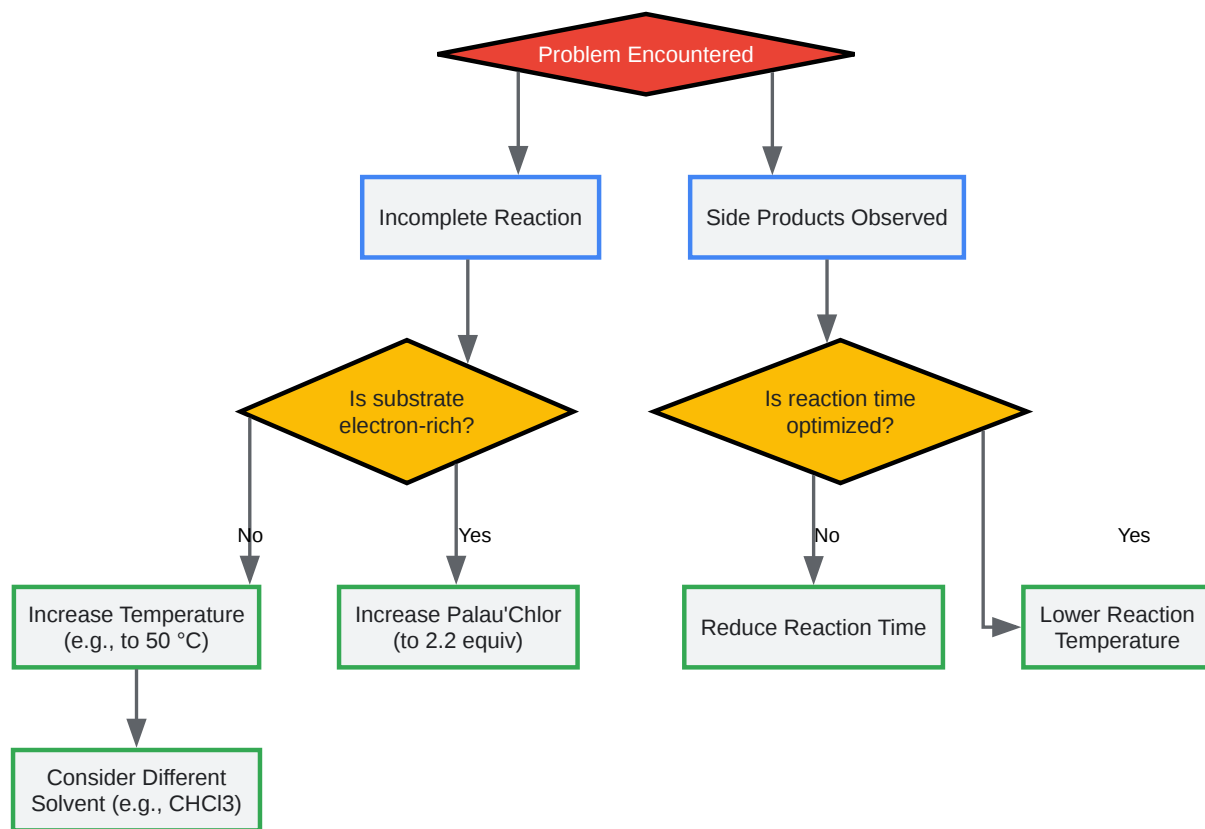 Problem Encountered
Incomplete Reaction
Side Products Observed
Is substrate
electron-rich?
Is reaction time
optimized?
No
Yes
No
Yes
Increase Temperature
(e.g., to 50 °C)
Increase Palau'Chlor
(to 2.2 equiv)
Reduce Reaction Time
Lower Reaction
Temperature
Consider Different
Solvent (e.g., CHCl3)